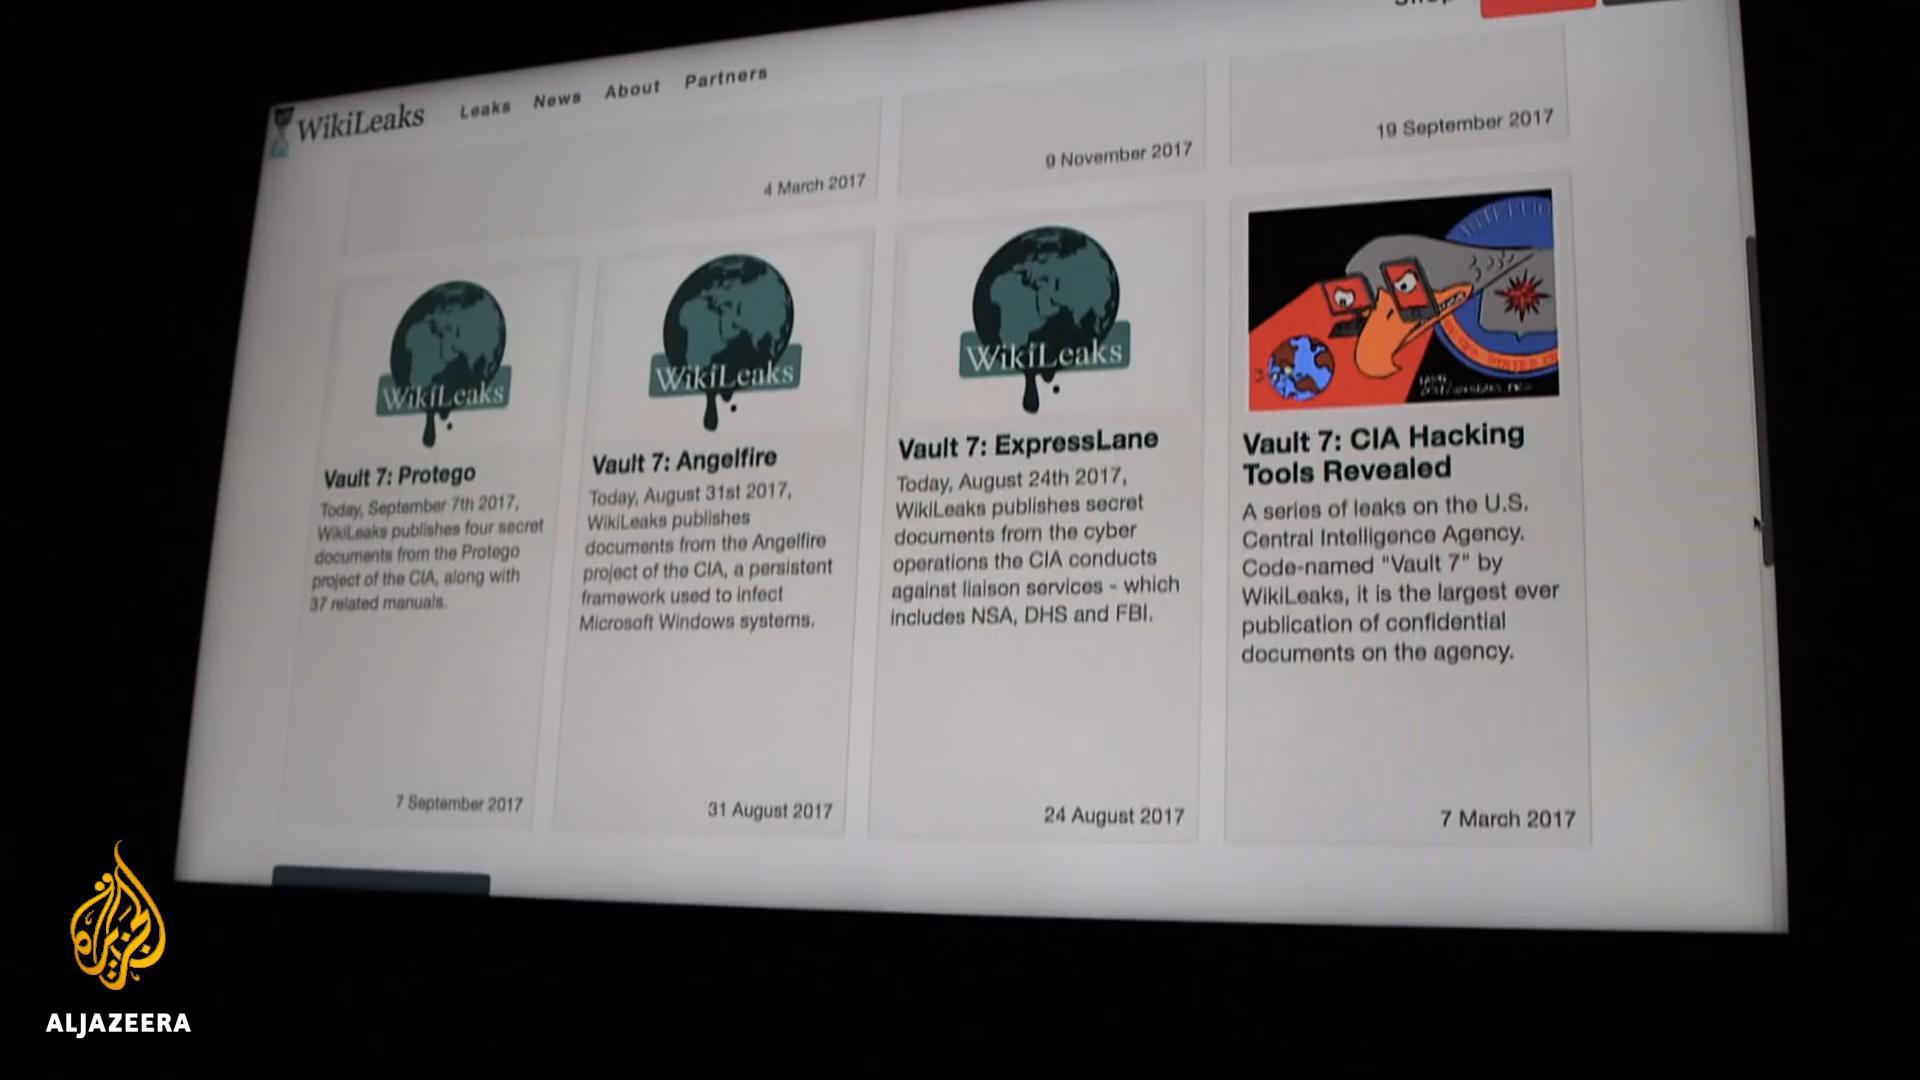 WikiLeaks
Leaks News About Partners
4 March 2017
9 November 2017
19 September 2017
WikiLeaks
Vault 7: Protego
Today, September 7th 2017,
WikiLeaks publishes four secret
documents from the Protego
project of the CIA, along with
37 related manuals.
7 September 2017
WikiLeaks
Vault 7: Angelfire
Today, August 31st 2017,
WikiLeaks publishes
documents from the Angelfire
project of the CIA, a persistent
framework used to infect
Microsoft Windows systems.
31 August 2017
WikiLeaks
Vault 7: ExpressLane
Today, August 24th 2017,
WikiLeaks publishes secret
documents from the cyber
operations the CIA conducts
against liaison services - which
includes NSA, DHS and FBI.
24 August 2017
Vault 7: CIA Hacking
Tools Revealed
A series of leaks on the U.S.
Central Intelligence Agency.
Code-named "Vault 7" by
WikiLeaks, it is the largest ever
publication of confidential
documents on the agency.
7 March 2017
الجزيرة
ALJAZEERA